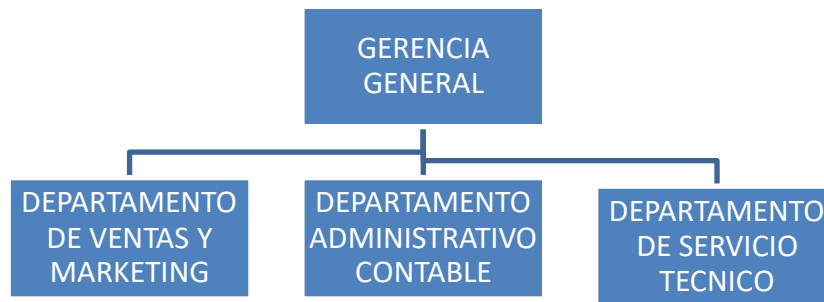 GERENCIA
GENERAL
DEPARTAMENTO
DE VENTAS Y
MARKETING
DEPARTAMENTO
ADMINISTRATIVO
CONTABLE
DEPARTAMENTO
DE SERVICIO
TECNICO